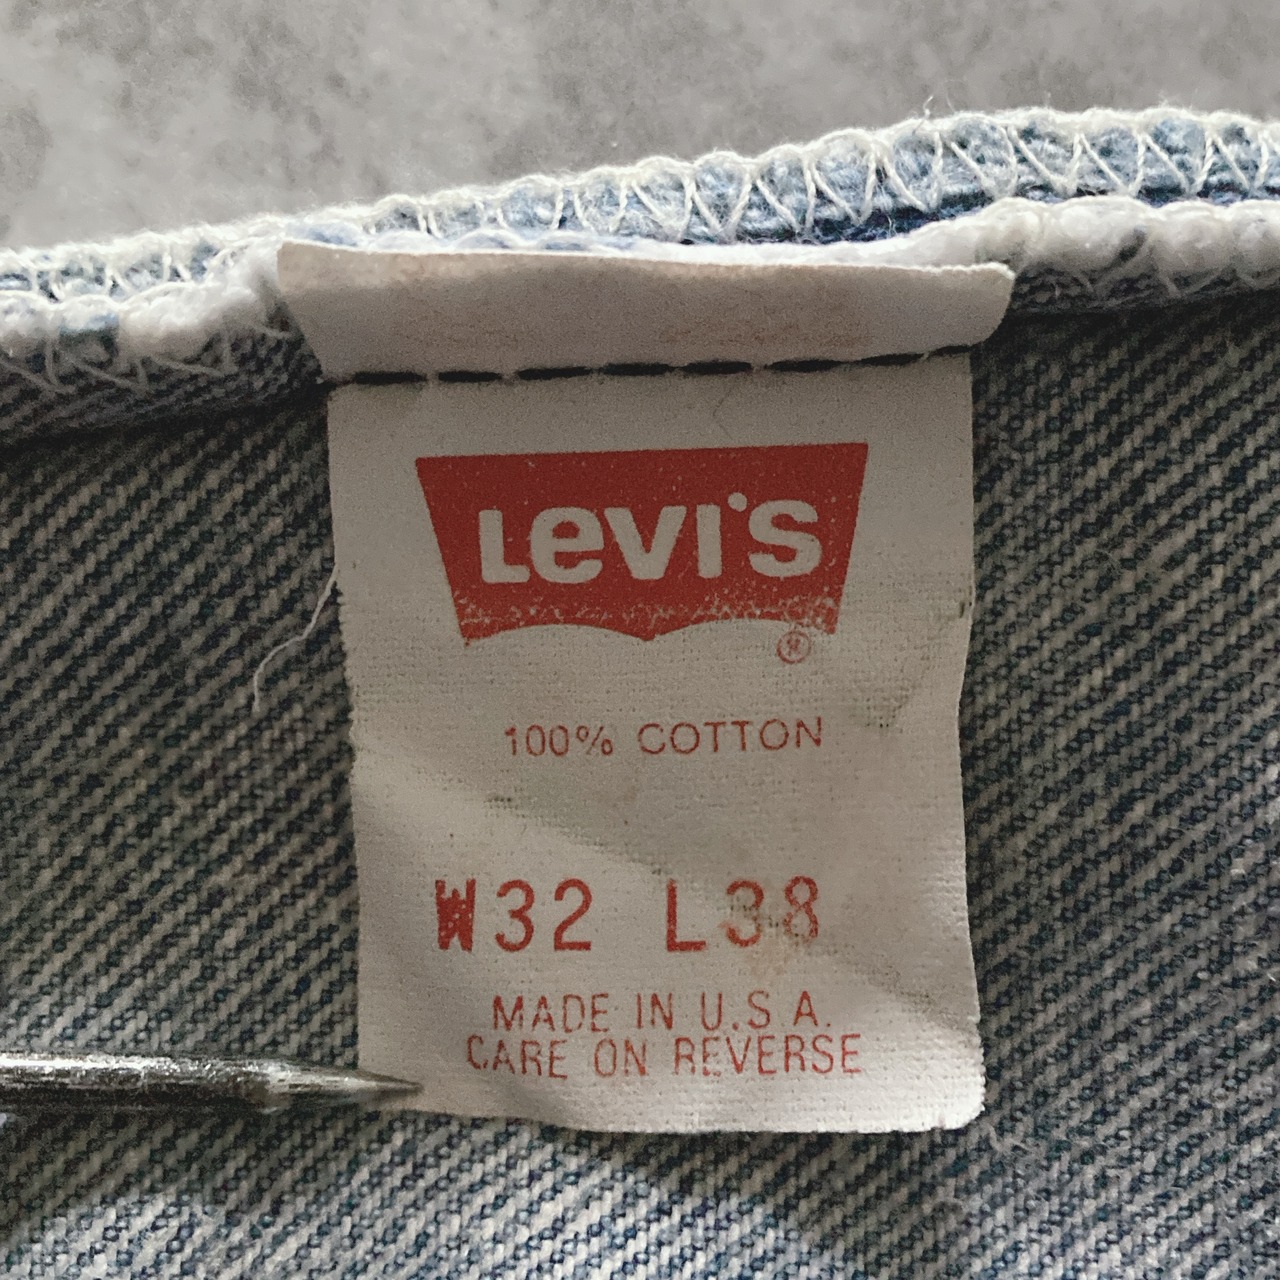 Levi's
®
100% COTTON
W32 L38
MADE IN U.S.A.
CARE ON REVERSE